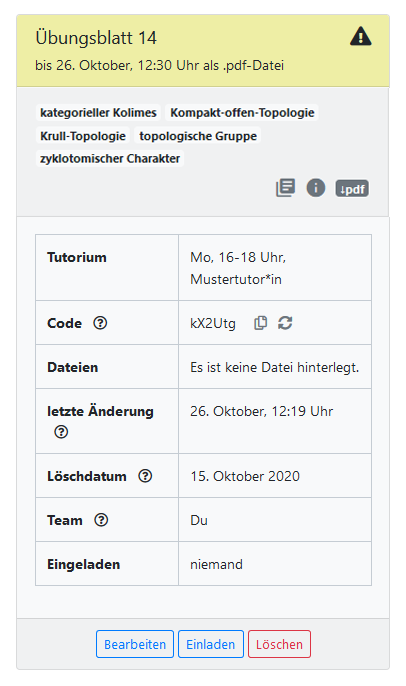 Übungsblatt 14
bis 26. Oktober, 12:30 Uhr als .pdf-Datei
kategorieller Kolimes Kompakt-offen-Topologie
Krull-Topologie topologische Gruppe
zyklotomischer Charakter
↓pdf
Tutorium Mo, 16-18 Uhr,
Mustertutor*in
Code kX2Utg
Dateien Es ist keine Datei hinterlegt.
letzte Änderung 26. Oktober, 12:19 Uhr
Löschdatum 15. Oktober 2020
Team Du
Eingeladen niemand
Bearbeiten Einladen Löschen